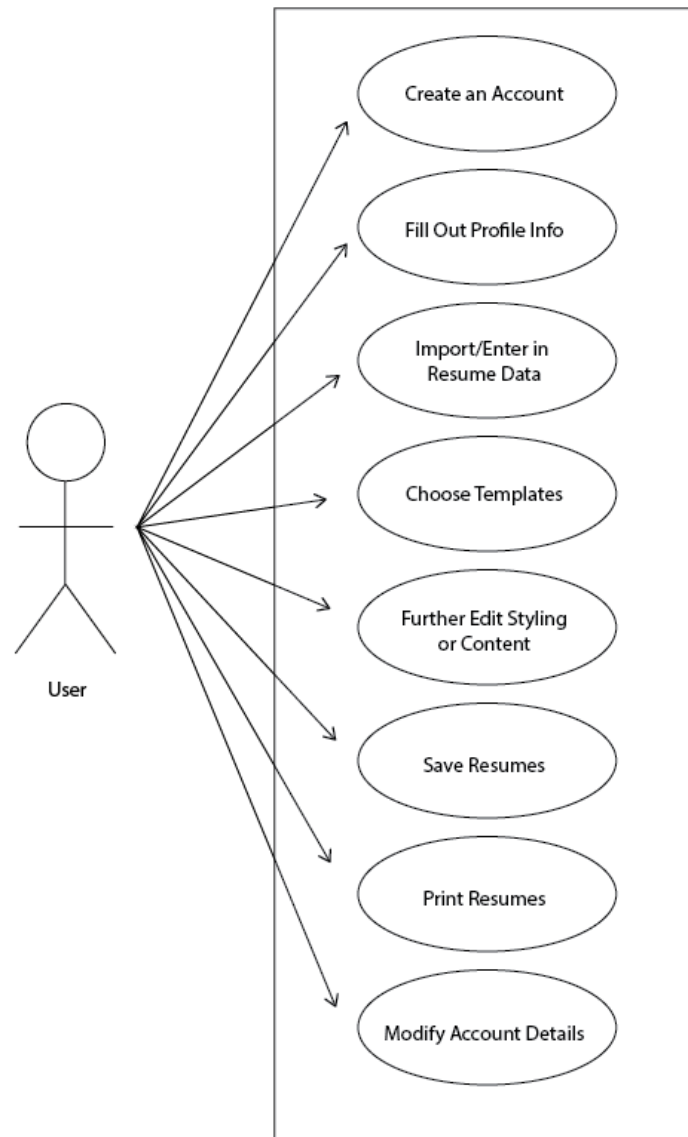 Create an Account
Fill Out Profile Info
Import/Enter in
Resume Data
Choose Templates
Further Edit Styling
or Content
User
Save Resumes
Print Resumes
Modify Account Details